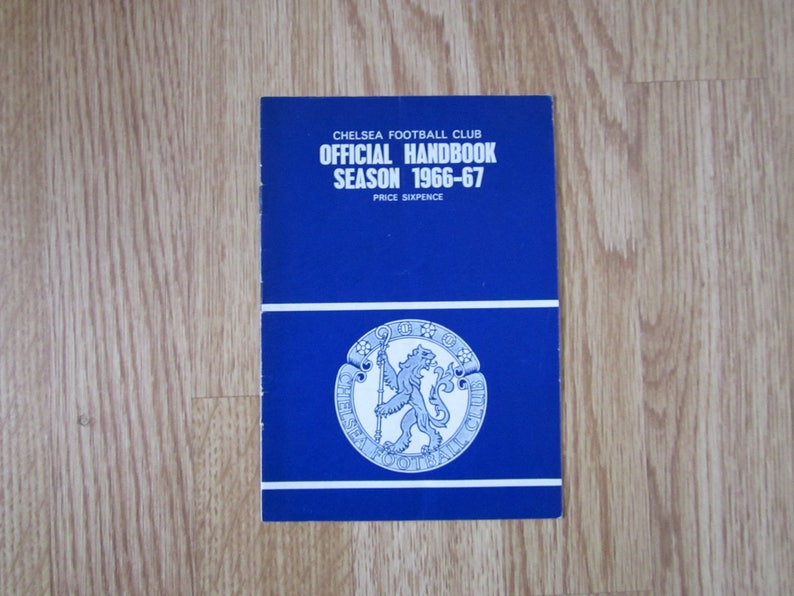 CHELSEA FOOTBALL CLUB
OFFICIAL HANDBOOK
SEASON 1966-67
PRICE SIXPENCE
CHELSEA FOOTBALL CLUB